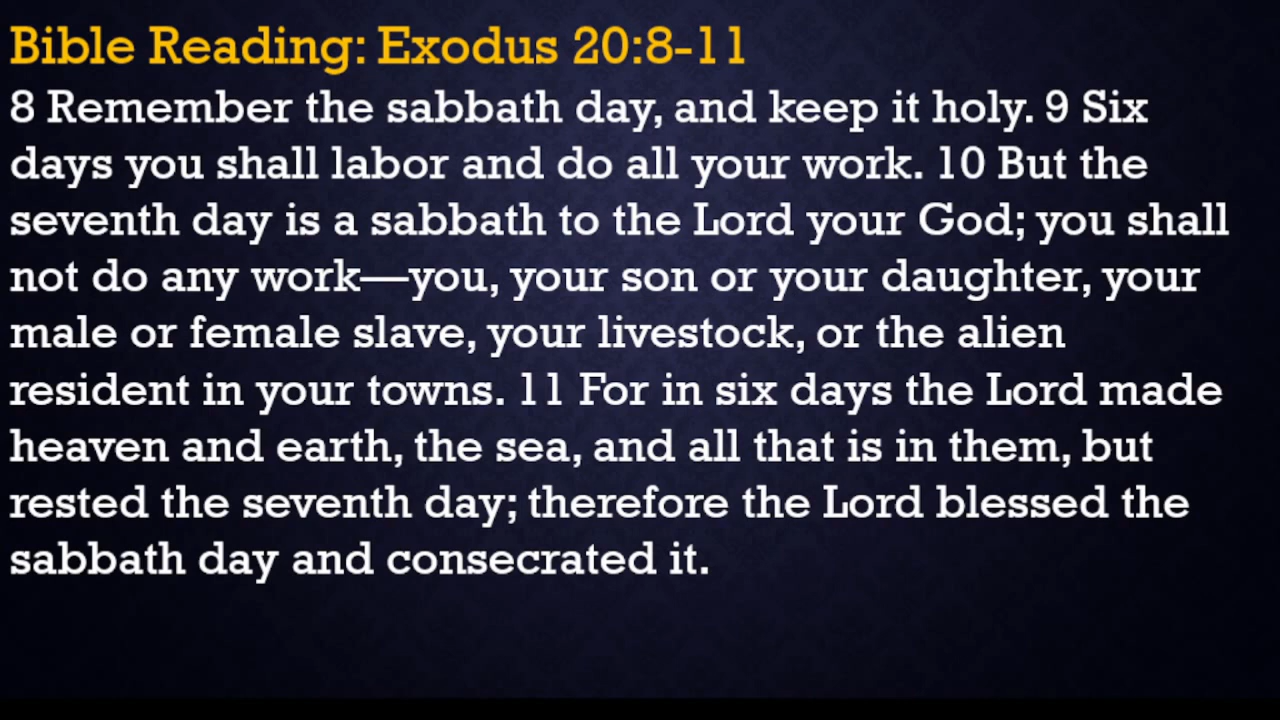 Bible Reading: Exodus 20:8-11
8 Remember the sabbath day, and keep it holy. 9 Six
days you shall labor and do all your work. 10 But the
seventh day is a sabbath to the Lord your God; you shall
not do any work—you, your son or your daughter, your
male or female slave, your livestock, or the alien
resident in your towns. 11 For in six days the Lord made
heaven and earth, the sea, and all that is in them, but
rested the seventh day; therefore the Lord blessed the
sabbath day and consecrated it.